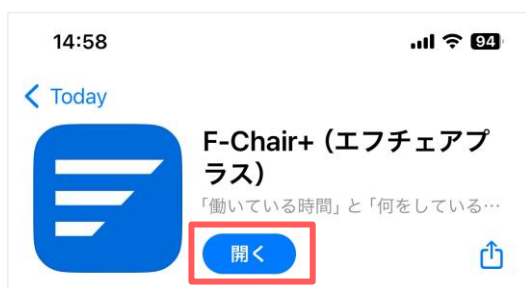 14:58
94
Today
F-Chair+ (エフチェアプ
ラス)
「働いている時間」と「何をしている…
開く